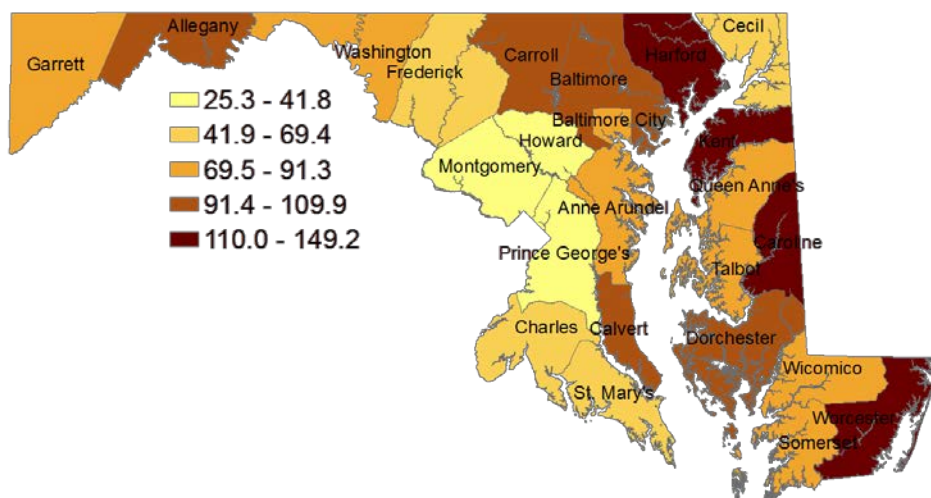 Allegany
Garrett
Washington
Frederick
Carroll
Harford
Cecil
Baltimore
Baltimore City
Kent
Howard
Montgomery
Queen Anne's
Anne Arundel
Caroline
Prince George's
Talbot
Charles
Calvert
Dorchester
St. Mary's
Wicomico
Worcester
Somerset
25.3 - 41.8
41.9 - 69.4
69.5 - 91.3
91.4 - 109.9
110.0 - 149.2